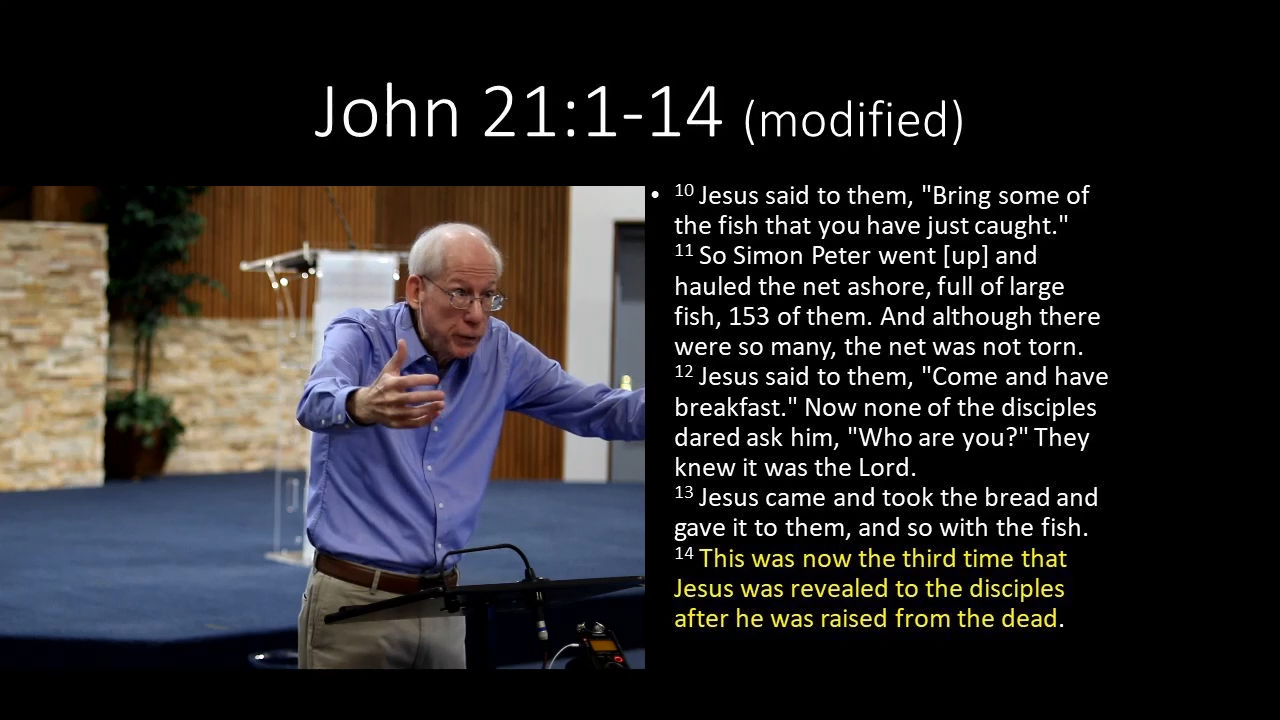 John 21:1-14 (modified)
• ¹⁰ Jesus said to them, "Bring some of
the fish that you have just caught."
¹¹ So Simon Peter went [up] and
hauled the net ashore, full of large
fish, 153 of them. And although there
were so many, the net was not torn.
¹² Jesus said to them, "Come and have
breakfast." Now none of the disciples
dared ask him, "Who are you?" They
knew it was the Lord.
¹³ Jesus came and took the bread and
gave it to them, and so with the fish.
¹⁴ This was now the third time that
Jesus was revealed to the disciples
after he was raised from the dead.